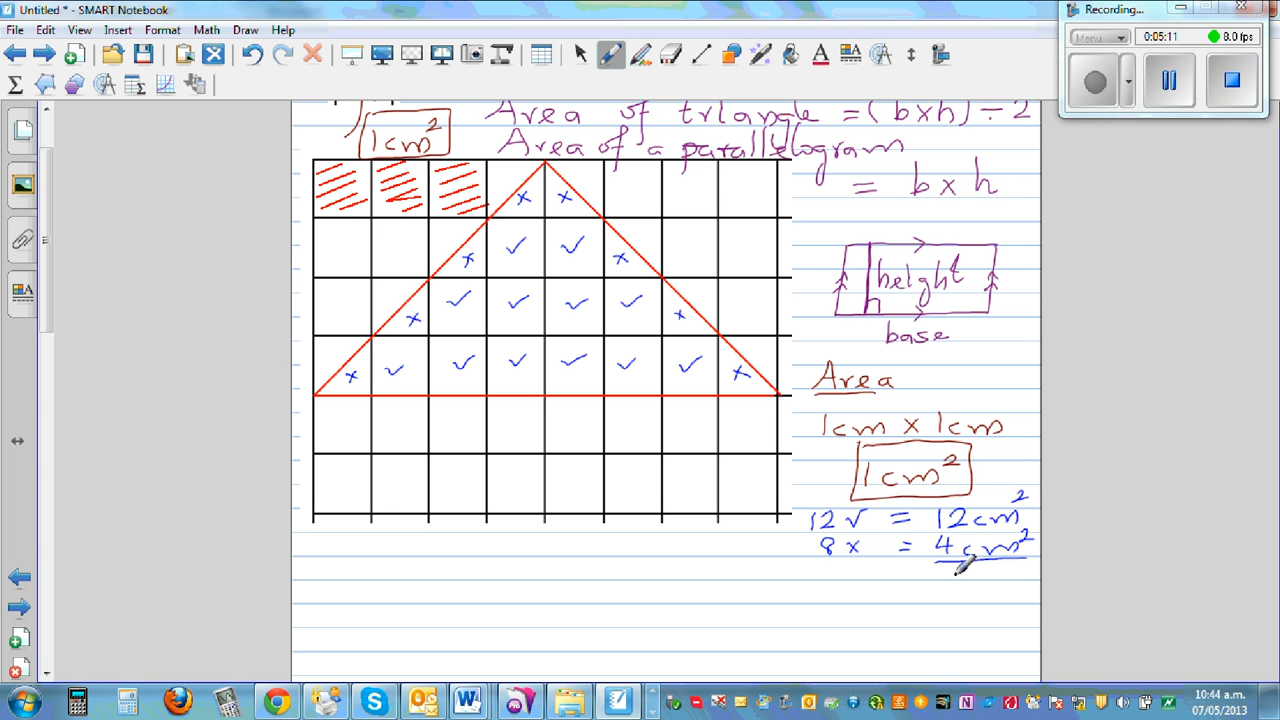 Untitled * - SMART Notebook
Recording...
File Edit View Insert Format Math Draw Help
Menu
0:05:11
8.0 fps
1cm²
Area of triangle = (b×h) ÷ 2
Area of a parallelogram
= b × h
height
h
base
Area
1cm × 1cm
1cm²
12 ✓ = 12cm²
8 × = 4cm²
10:44 a.m.
07/05/2013